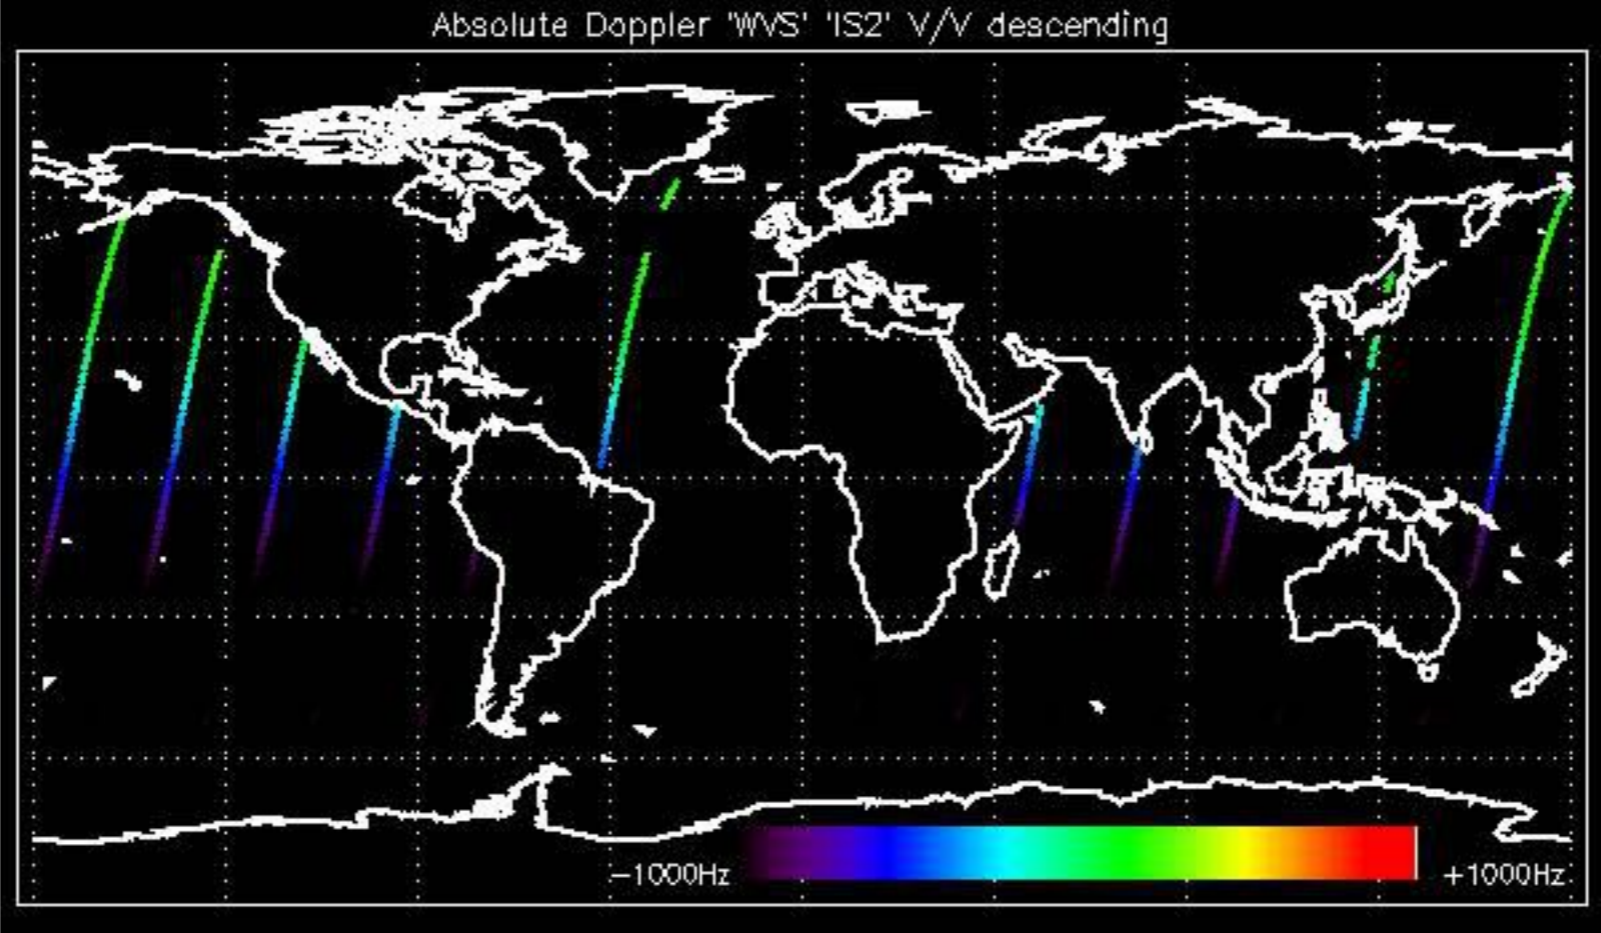 Absolute Doppler 'WVS' 'IS2' V/V descending
−1000Hz +1000Hz